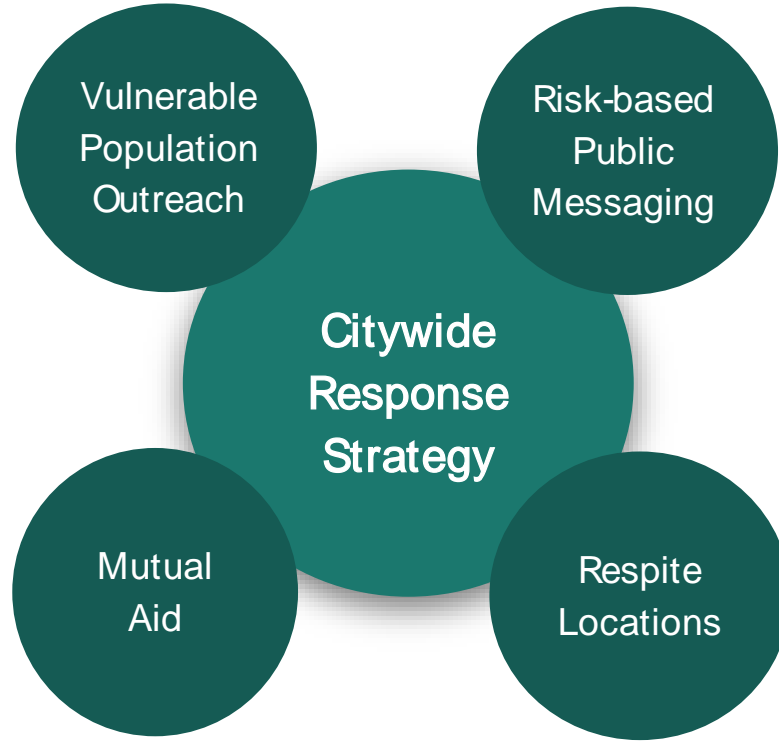 Vulnerable
Population
Outreach
Risk-based
Public
Messaging
Citywide
Response
Strategy
Mutual
Aid
Respite
Locations